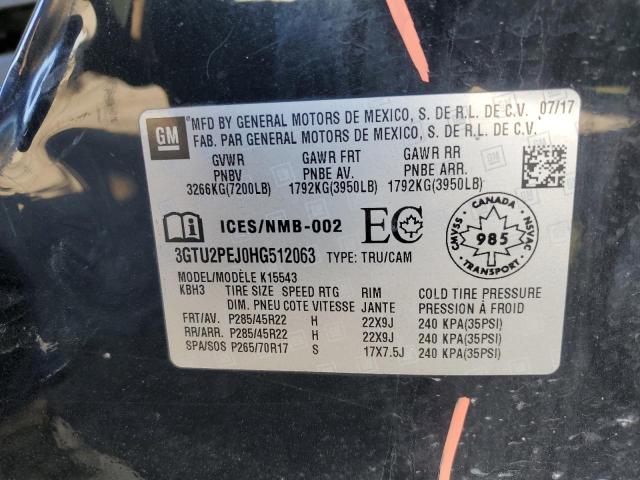 GM
MFD BY GENERAL MOTORS DE MEXICO, S. DE R.L. DE C.V. 07/17
FAB. PAR GENERAL MOTORS DE MEXICO, S. DE R.L. DE C.V.
GVWR GAWR FRT GAWR RR
PNBV PNBE AV. PNBE ARR.
3266KG(7200LB) 1792KG(3950LB) 1792KG(3950LB)
ICES/NMB-002 EC
CANADA
CMVSS 985 NSVAC
TRANSPORT
3GTU2PEJ0HG512063 TYPE: TRU/CAM
MODEL/MODÈLE K15543
KBH3 TIRE SIZE SPEED RTG RIM COLD TIRE PRESSURE
DIM. PNEU COTE VITESSE JANTE PRESSION À FROID
FRT/AV. P285/45R22 H 22X9J 240 KPA(35PSI)
RR/ARR. P285/45R22 H 22X9J 240 KPA(35PSI)
SPA/SOS P265/70R17 S 17X7.5J 240 KPA(35PSI)